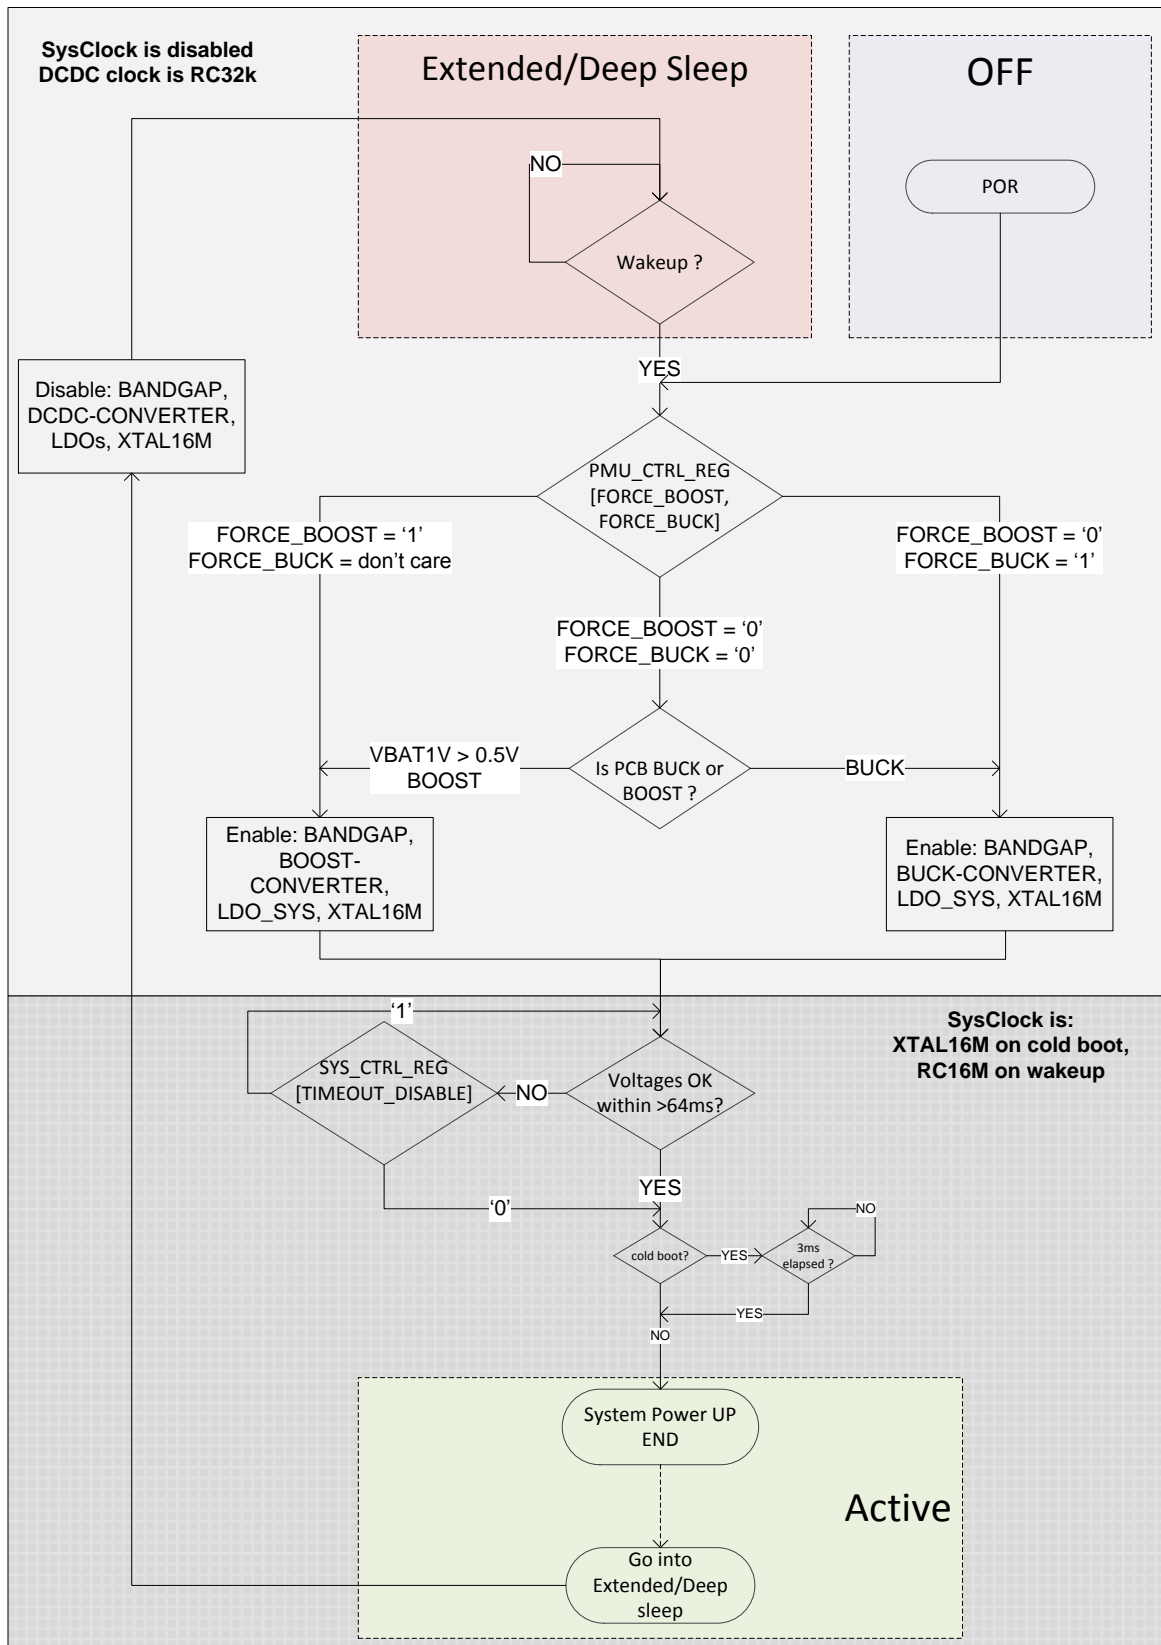 SysClock is disabled
DCDC clock is RC32k
Extended/Deep Sleep
OFF
NO
POR
Wakeup ?
YES
Disable: BANDGAP,
DCDC-CONVERTER,
LDOs, XTAL16M
PMU_CTRL_REG
[FORCE_BOOST,
FORCE_BUCK]
FORCE_BOOST = ‘1’
FORCE_BUCK = don’t care
FORCE_BOOST = ‘0’
FORCE_BUCK = ‘1’
FORCE_BOOST = ‘0’
FORCE_BUCK = ‘0’
VBAT1V > 0.5V
BOOST
Is PCB BUCK or
BOOST ?
BUCK
Enable: BANDGAP,
BOOST-
CONVERTER,
LDO_SYS, XTAL16M
Enable: BANDGAP,
BUCK-CONVERTER,
LDO_SYS, XTAL16M
‘1’
SysClock is:
XTAL16M on cold boot,
RC16M on wakeup
SYS_CTRL_REG
[TIMEOUT_DISABLE]
NO
Voltages OK
within >64ms?
YES
‘0’
NO
cold boot?
YES
3ms
elapsed ?
YES
NO
System Power UP
END
Active
Go into
Extended/Deep
sleep